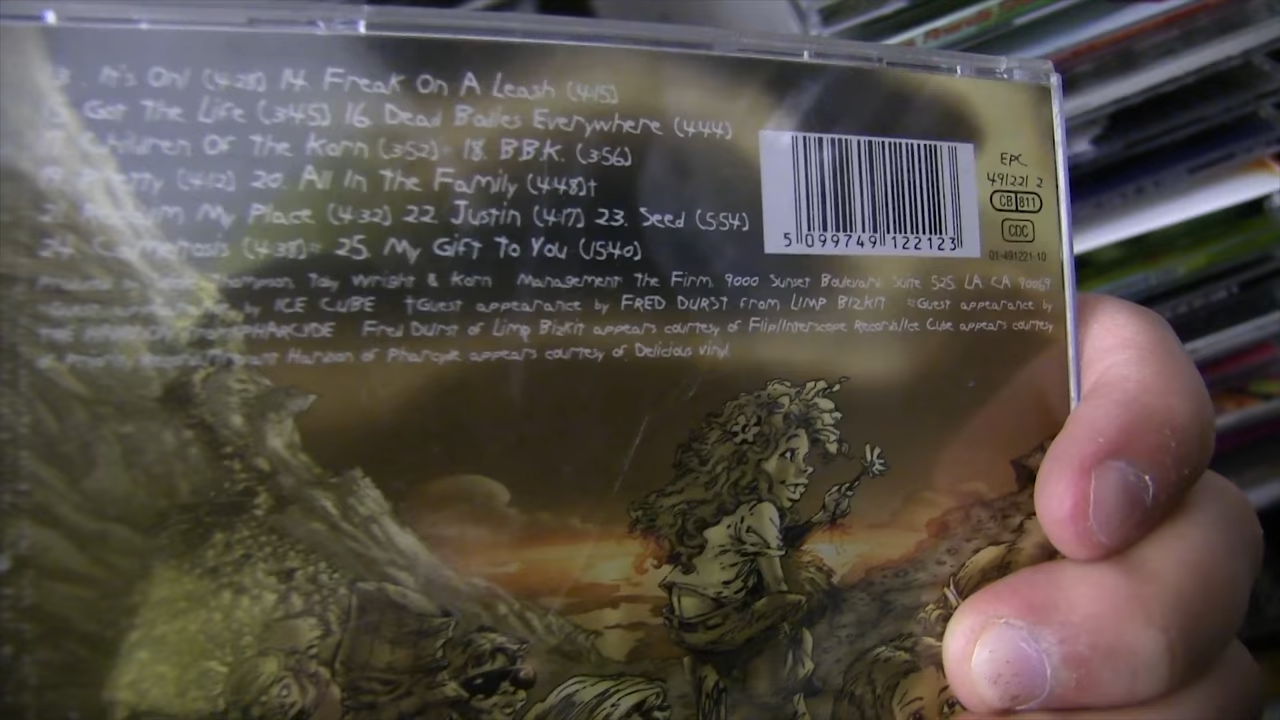 It's On! (4:28) 14. Freak On A Leash (4:15)
Got The Life (3:45) 16. Dead Bodies Everywhere (4:44)
Children Of The Korn (3:52) 18. B.B.K. (3:56)
Pretty (4:12) 20. All In The Family (4:48)†
My Place (4:32) 22. Justin (4:17) 23. Seed (5:54)
24. (4:38) 25. My Gift To You (15:40)
Toby Wright & Korn Management The Firm, 9000 Sunset Boulevard Suite 525 LA CA 90069
by ICE CUBE †Guest appearance by FRED DURST from LIMP BIZKIT Guest appearance by
PHARCYDE Fred Durst of Limp Bizkit appears courtesy of Flip/Interscope Records/Ice Cube appears courtesy
of Pharcyde appears courtesy of Delicious Vinyl
5 099749 122123
EPC
491221 2
CB 811
CDC
01-491221-10